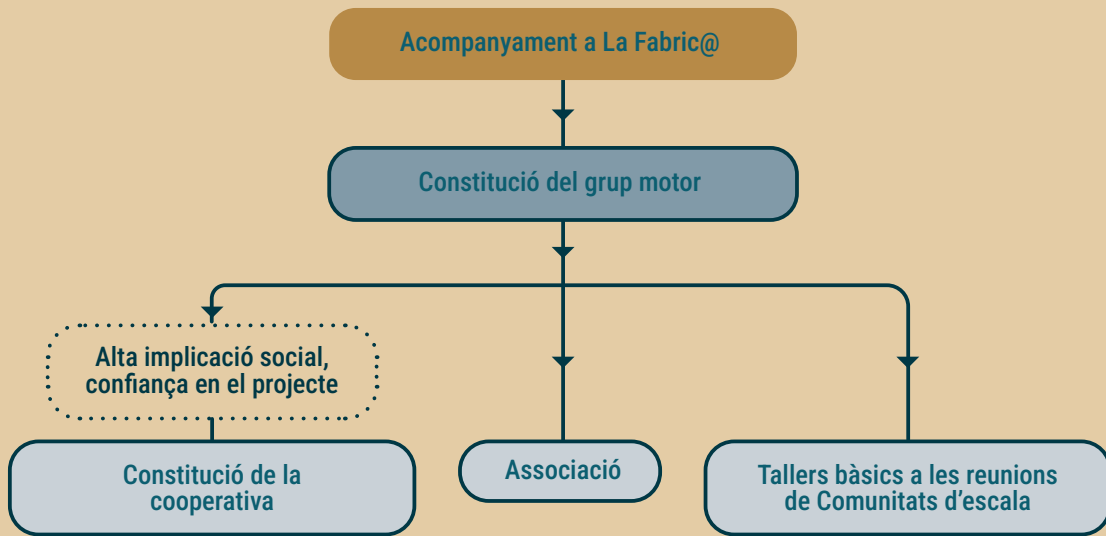 Acompanyament a La Fabric@
Constitució del grup motor
Alta implicació social,
confiança en el projecte
Constitució de la
cooperativa
Associació
Tallers bàsics a les reunions
de Comunitats d’escala